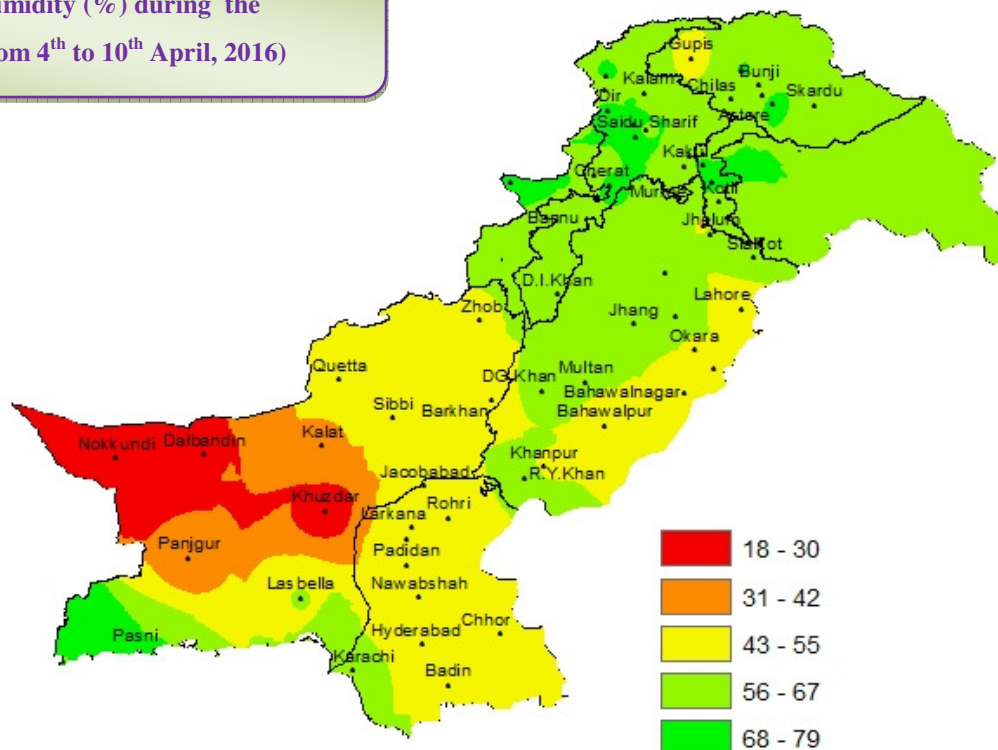 umidity (%) during the
om 4th to 10th April, 2016)
Gupis
Kalam
Chilas
Bunji
Skardu
Dir
Astore
Saidu Sharif
Kakul
Cherat
Murree
Kotli
Bannu
Jhelum
Sialkot
D.I.Khan
Zhob
Jhang
Lahore
Okara
Quetta
DG.Khan
Multan
Bahawalnagar
Sibbi
Barkhan
Bahawalpur
Nokkundi
Dalbandin
Kalat
Khanpur
Jacobabad
R.Y.Khan
Khuzdar
Larkana
Rohri
Panjgur
Padidan
18 - 30
Lasbella
Nawabshah
31 - 42
Pasni
Hyderabad
Chhor
43 - 55
Karachi
Badin
56 - 67
68 - 79